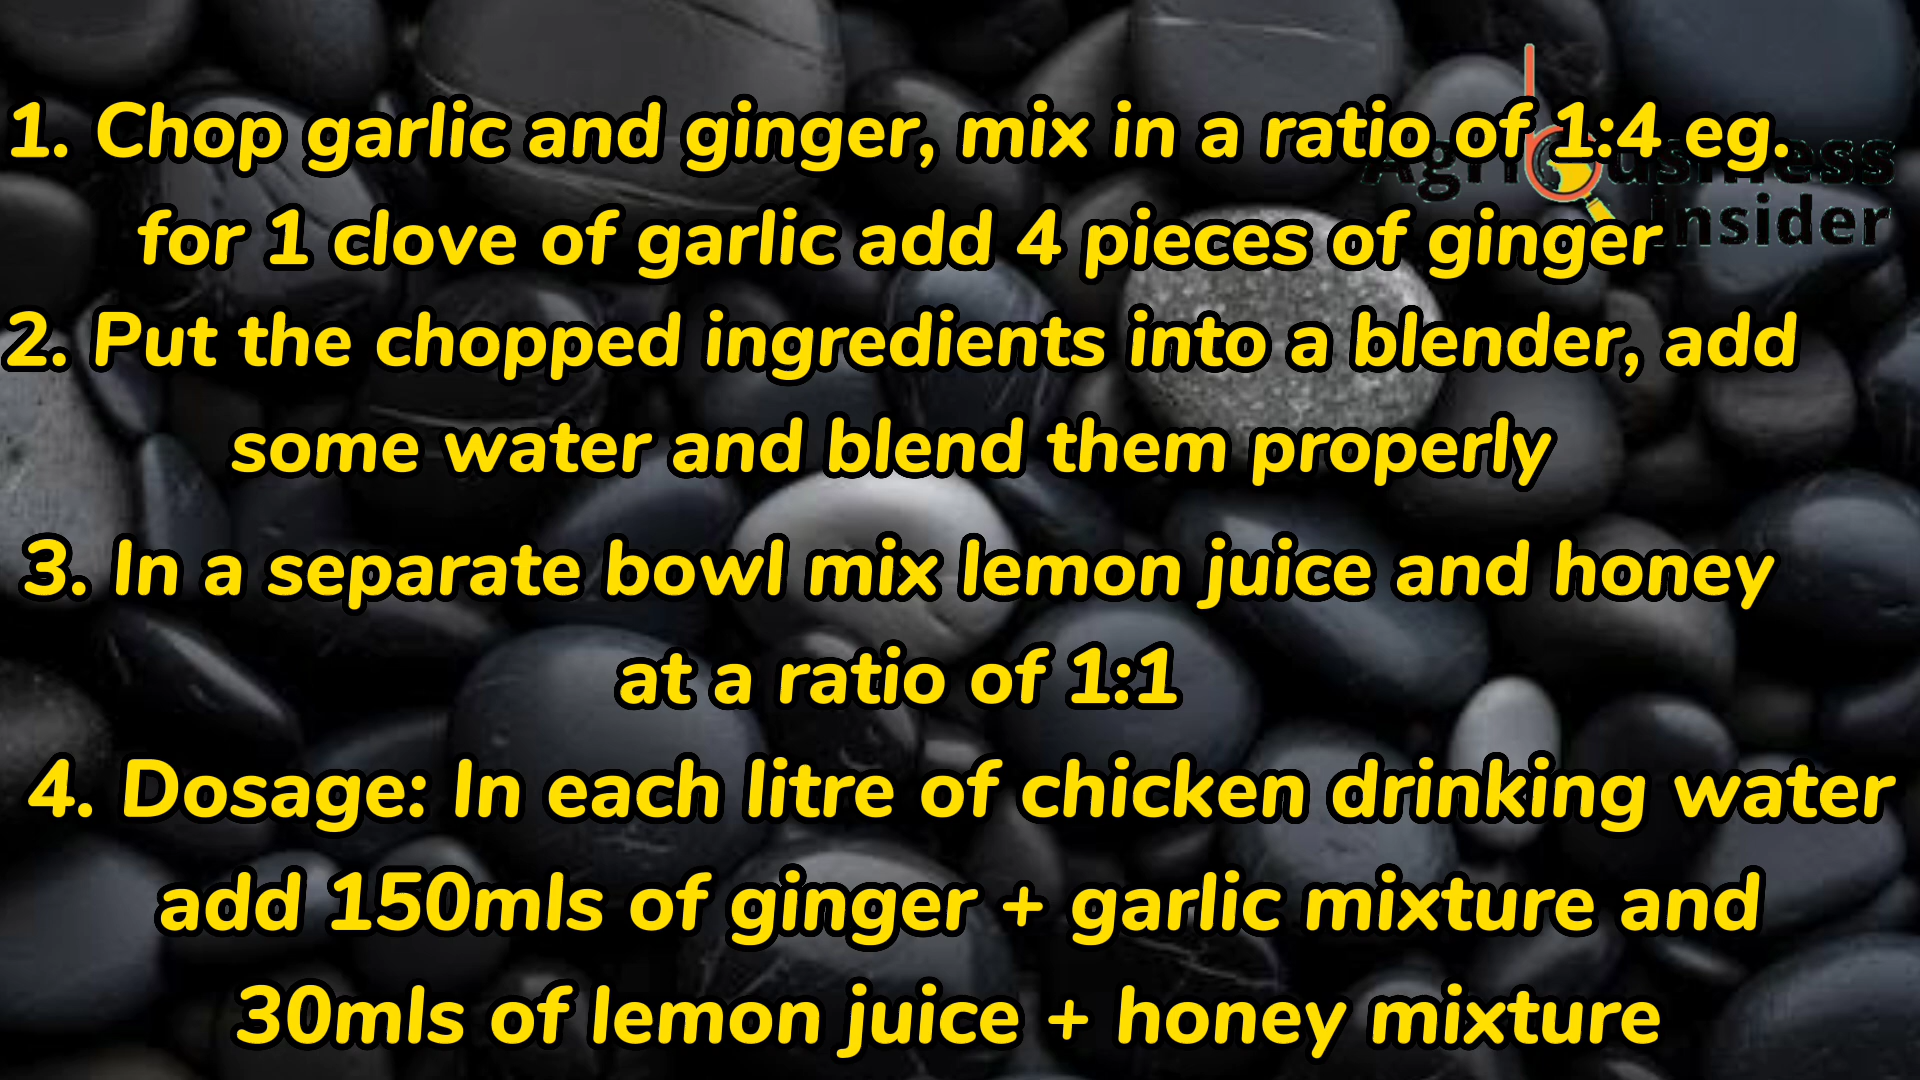 1. Chop garlic and ginger, mix in a ratio of 1:4 eg.
for 1 clove of garlic add 4 pieces of ginger
2. Put the chopped ingredients into a blender, add
some water and blend them properly
3. In a separate bowl mix lemon juice and honey
at a ratio of 1:1
4. Dosage: In each litre of chicken drinking water
add 150mls of ginger + garlic mixture and
30mls of lemon juice + honey mixture
Insider